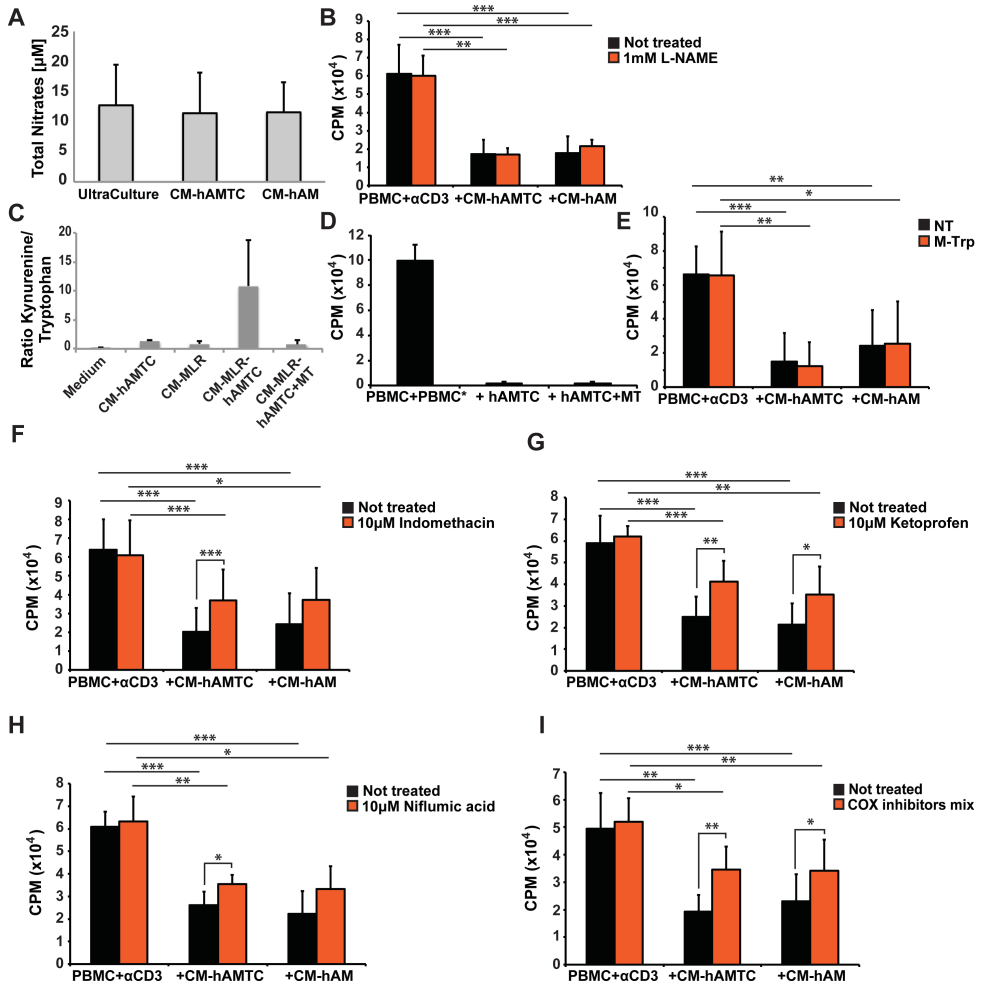 A
Total Nitrates [µM]
25
20
15
10
5
0
UltraCulture CM-hAMTC CM-hAM
B
***
***
***
**
Not treated
1mM L-NAME
CPM (x10⁴)
9
8
7
6
5
4
3
2
1
0
PBMC+αCD3 +CM-hAMTC +CM-hAM
C
Ratio Kynurenine/
Tryptophan
20
15
10
5
0
Medium
CM-hAMTC
CM-MLR
CM-MLR-
hAMTC
CM-MLR-
hAMTC+MT
D
CPM (x10⁴)
12
10
8
6
4
2
0
PBMC+PBMC* + hAMTC + hAMTC+MT
E
**
*
***
**
NT
M-Trp
CPM (x10⁴)
10
8
6
4
2
0
PBMC+αCD3 +CM-hAMTC +CM-hAM
F
***
*
***
***
***
Not treated
10µM Indomethacin
CPM (x10⁴)
9
8
7
6
5
4
3
2
1
0
PBMC+αCD3 +CM-hAMTC +CM-hAM
G
***
**
***
***
**
*
Not treated
10µM Ketoprofen
CPM (x10⁴)
8
7
6
5
4
3
2
1
0
PBMC+αCD3 +CM-hAMTC +CM-hAM
H
***
*
***
**
*
Not treated
10µM Niflumic acid
CPM (x10⁴)
8
7
6
5
4
3
2
1
0
PBMC+αCD3 +CM-hAMTC +CM-hAM
I
***
**
**
*
**
*
Not treated
COX inhibitors mix
CPM (x10⁴)
7
6
5
4
3
2
1
0
PBMC+αCD3 +CM-hAMTC +CM-hAM